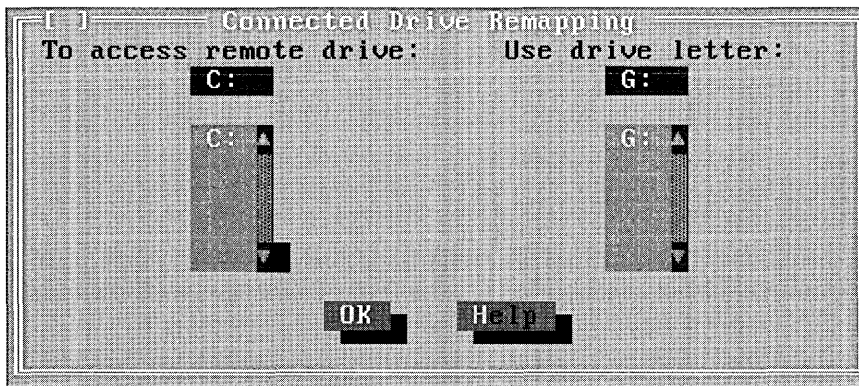 [ ] Connected Drive Remapping
To access remote drive: Use drive letter:
C: G:
C: G:
OK Help